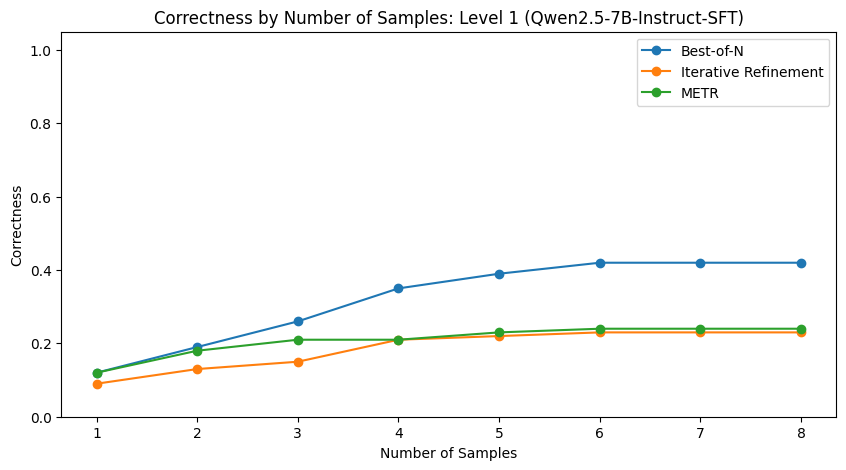 Correctness by Number of Samples: Level 1 (Qwen2.5-7B-Instruct-SFT)
Best-of-N
Iterative Refinement
METR
1.0
0.8
0.6
0.4
0.2
0.0
Correctness
1 2 3 4 5 6 7 8
Number of Samples